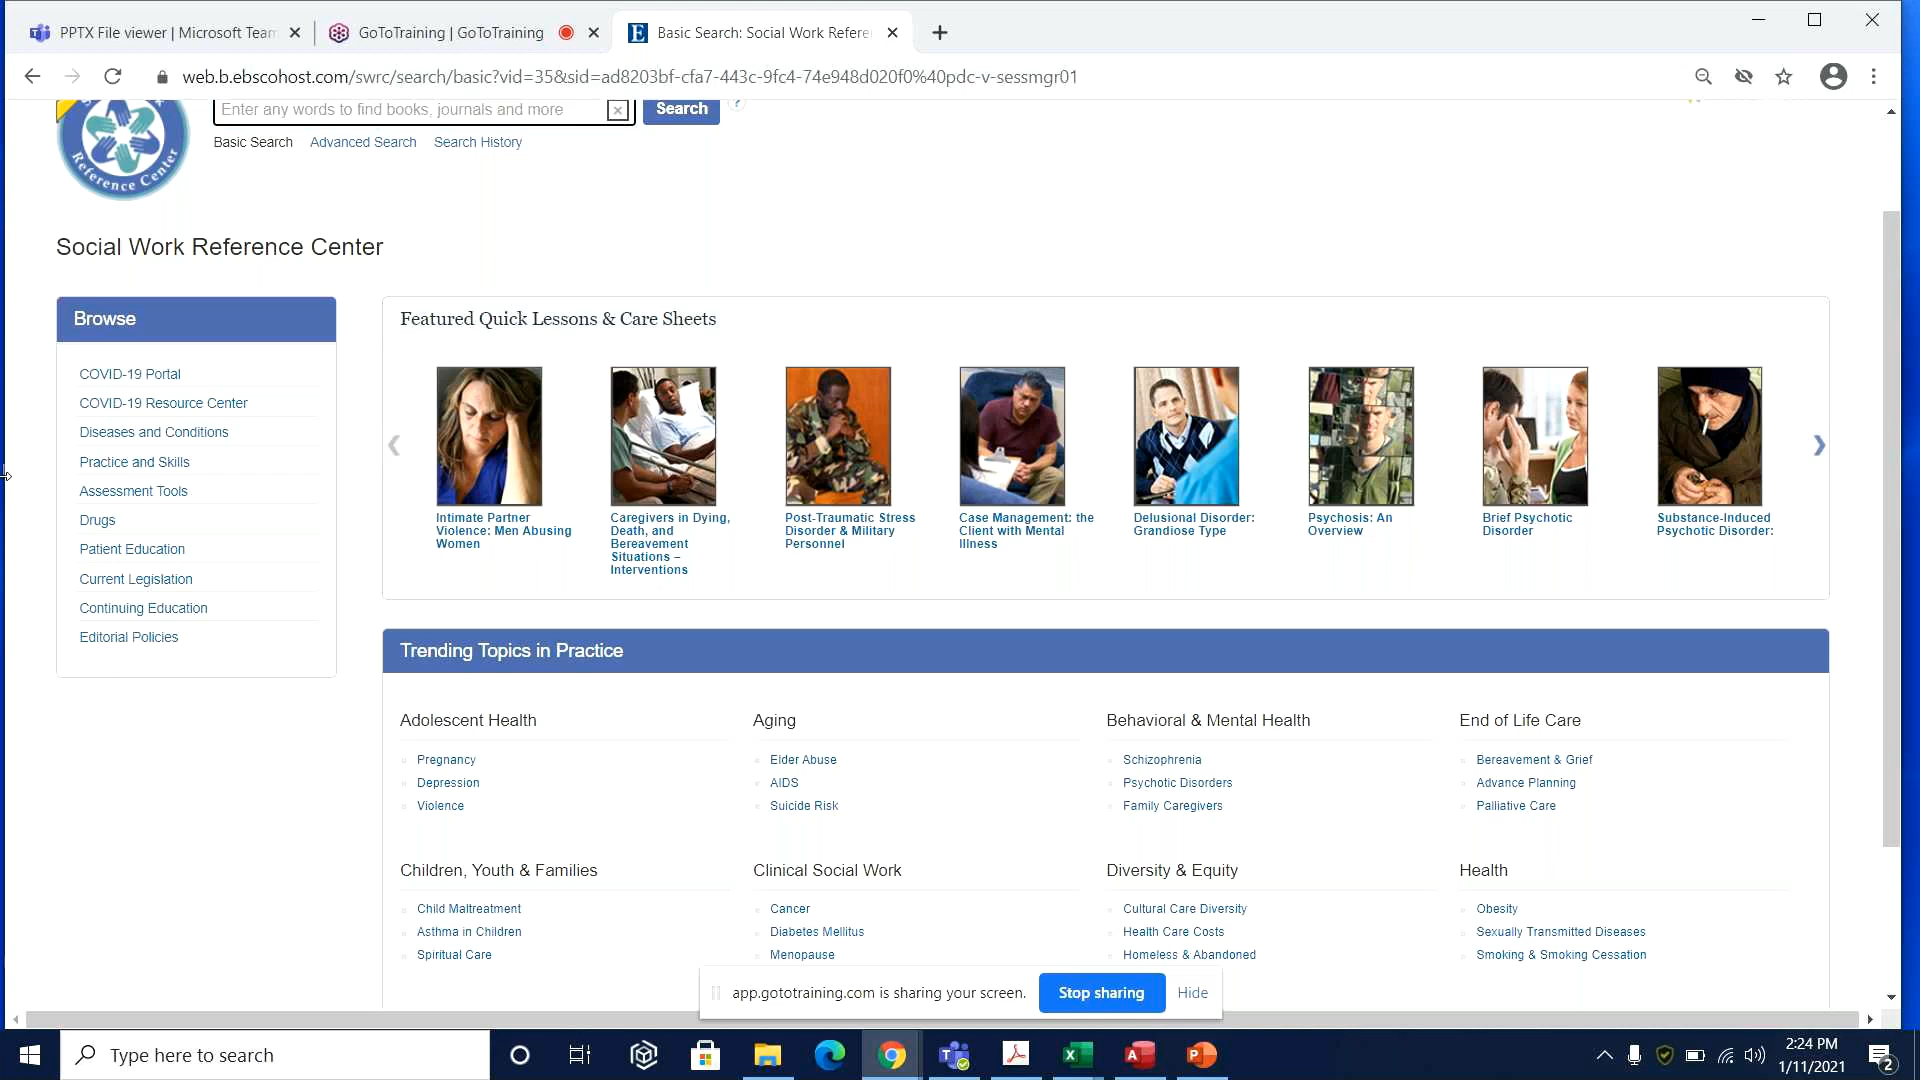 PPTX File viewer | Microsoft Team
GoToTraining | GoToTraining
Basic Search: Social Work Refere
web.b.ebscohost.com/swrc/search/basic?vid=35&sid=ad8203bf-cfa7-443c-9fc4-74e948d020f0%40pdc-v-sessmgr01
Enter any words to find books, journals and more
Search
Basic Search Advanced Search Search History
Reference Center
Social Work Reference Center
Browse
COVID-19 Portal
COVID-19 Resource Center
Diseases and Conditions
Practice and Skills
Assessment Tools
Drugs
Patient Education
Current Legislation
Continuing Education
Editorial Policies
Featured Quick Lessons & Care Sheets
Intimate Partner
Violence: Men Abusing
Women
Caregivers in Dying,
Death, and
Bereavement
Situations –
Interventions
Post-Traumatic Stress
Disorder & Military
Personnel
Case Management: the
Client with Mental
Illness
Delusional Disorder:
Grandiose Type
Psychosis: An
Overview
Brief Psychotic
Disorder
Substance-Induced
Psychotic Disorder:
Trending Topics in Practice
Adolescent Health
Pregnancy
Depression
Violence
Aging
Elder Abuse
AIDS
Suicide Risk
Behavioral & Mental Health
Schizophrenia
Psychotic Disorders
Family Caregivers
End of Life Care
Bereavement & Grief
Advance Planning
Palliative Care
Children, Youth & Families
Child Maltreatment
Asthma in Children
Spiritual Care
Clinical Social Work
Cancer
Diabetes Mellitus
Menopause
Diversity & Equity
Cultural Care Diversity
Health Care Costs
Homeless & Abandoned
Health
Obesity
Sexually Transmitted Diseases
Smoking & Smoking Cessation
app.gototraining.com is sharing your screen.
Stop sharing
Hide
Type here to search
2:24 PM
1/11/2021
2